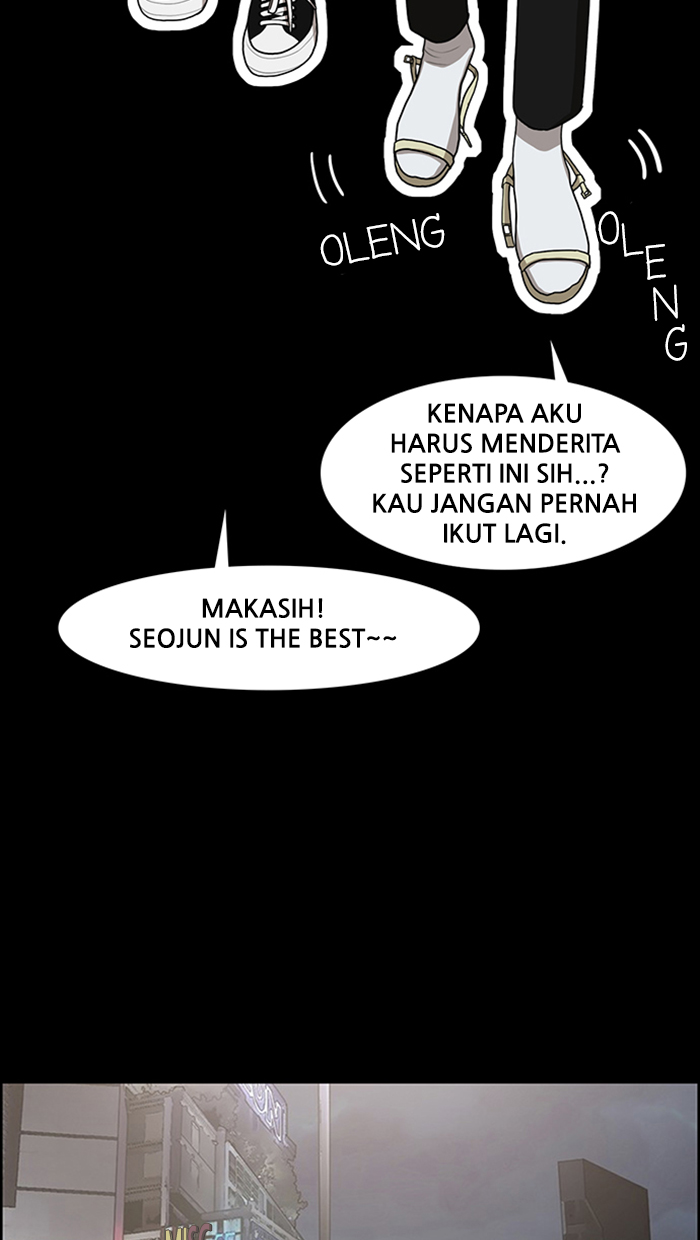 OLENG
OLENG
KENAPA AKU
HARUS MENDERITA
SEPERTI INI SIH...?
KAU JANGAN PERNAH
IKUT LAGI.
MAKASIH!
SEOJUN IS THE BEST~~